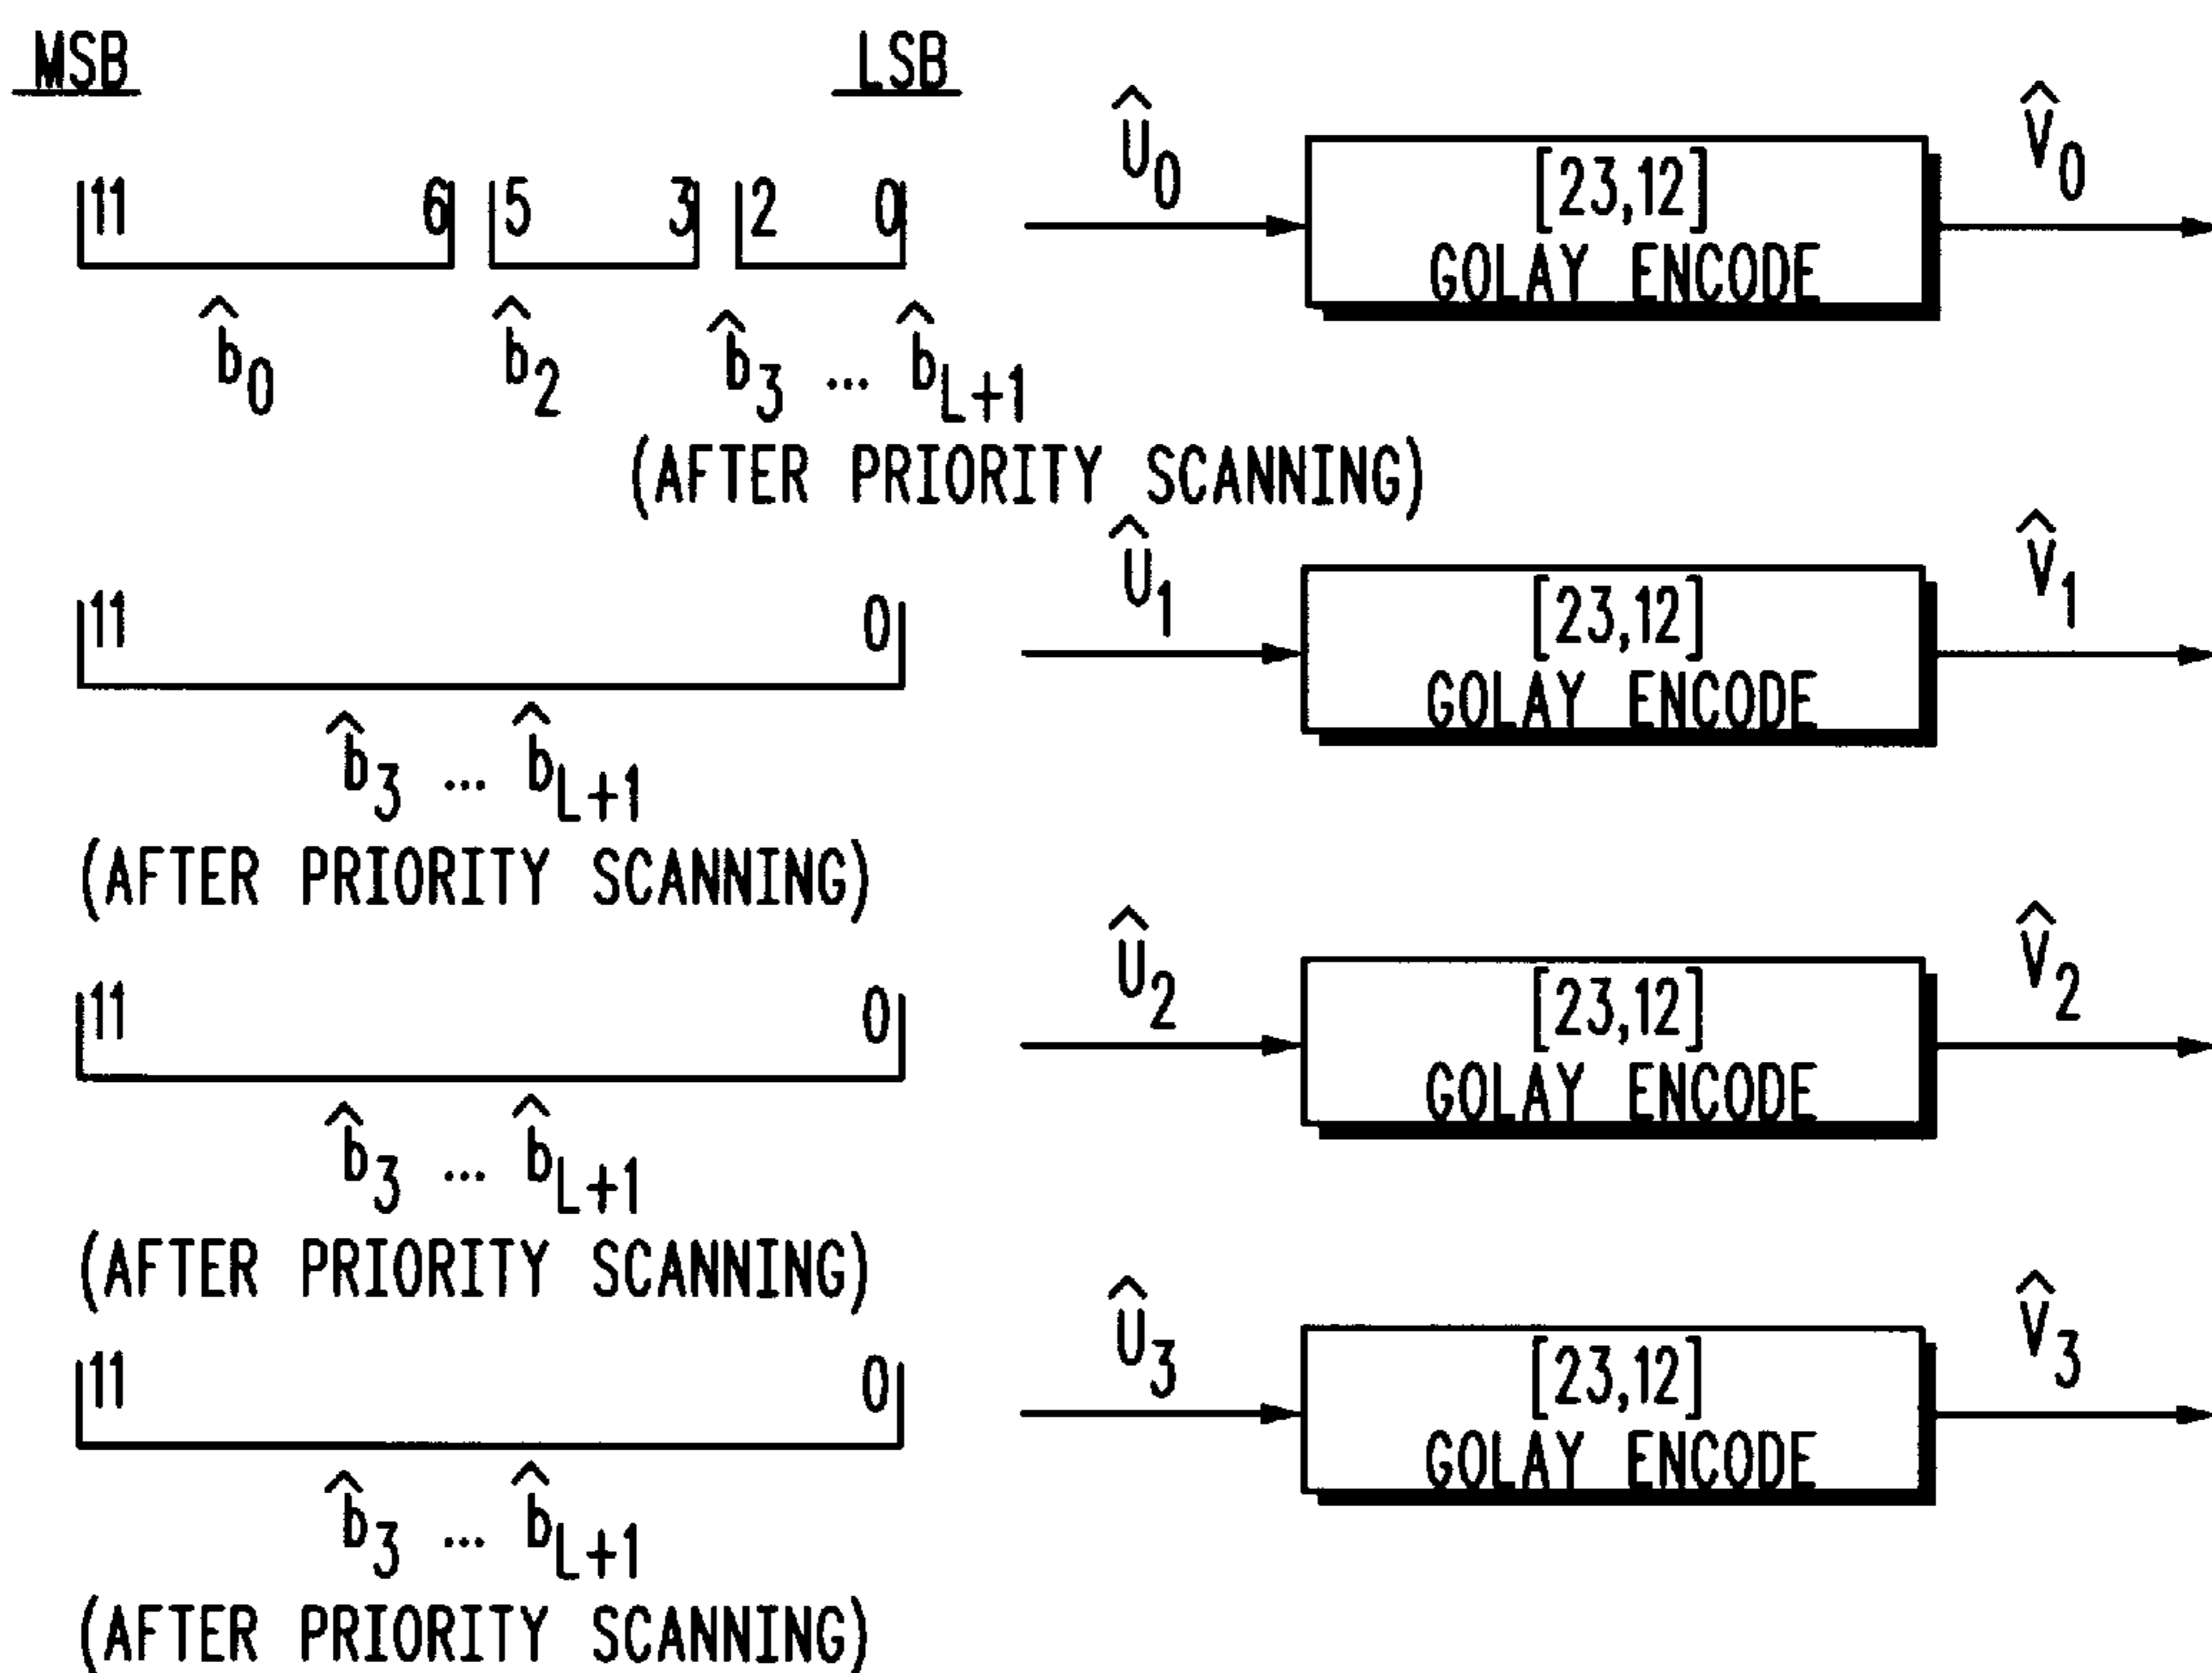 MSB LSB
Û0 V̂0
11 6 5 3 2 0
[23,12]
GOLAY ENCODE
b̂0 b̂2 b̂3 ... b̂L+1
(AFTER PRIORITY SCANNING)
Û1 V̂1
11 0
[23,12]
GOLAY ENCODE
b̂3 ... b̂L+1
(AFTER PRIORITY SCANNING)
Û2 V̂2
11 0
[23,12]
GOLAY ENCODE
b̂3 ... b̂L+1
(AFTER PRIORITY SCANNING)
Û3 V̂3
11 0
[23,12]
GOLAY ENCODE
b̂3 ... b̂L+1
(AFTER PRIORITY SCANNING)